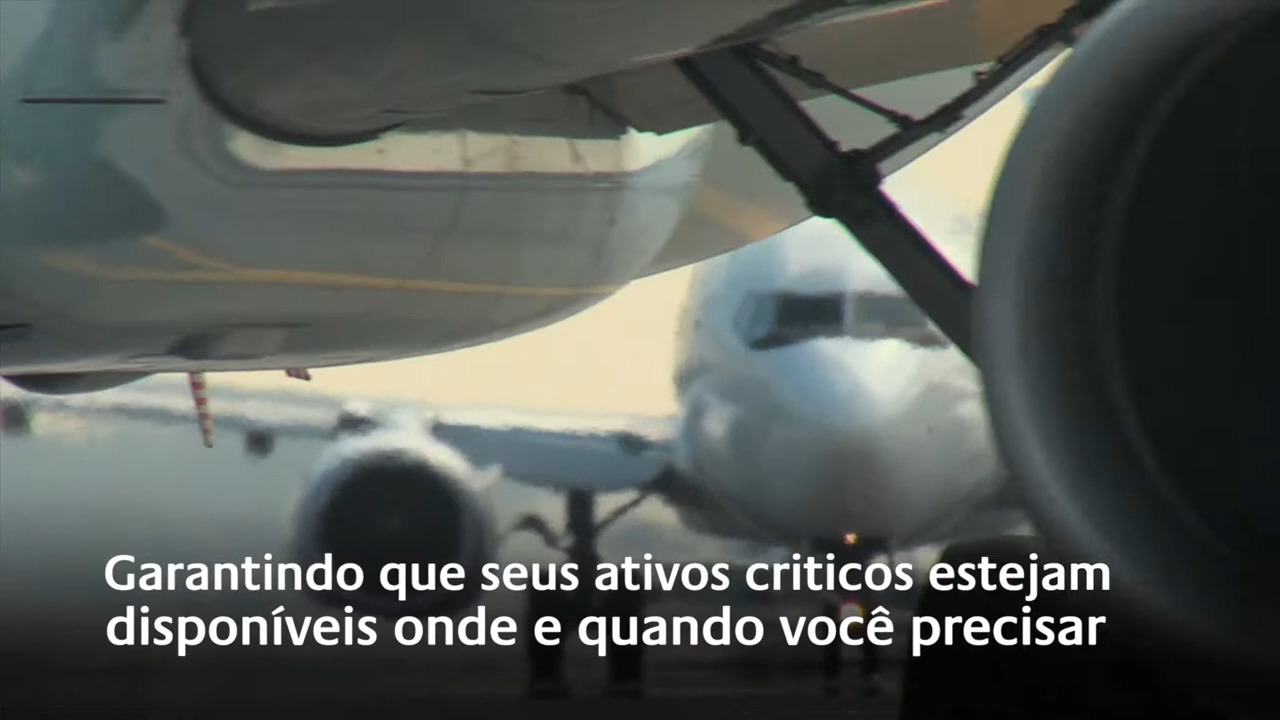 Garantindo que seus ativos criticos estejam
disponíveis onde e quando você precisar